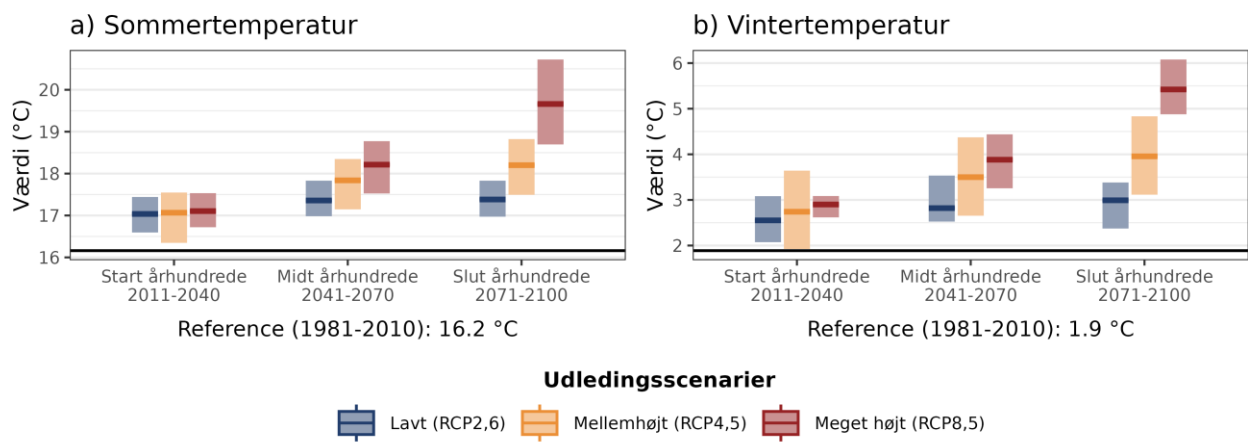 a) Sommertemperatur
Værdi (°C)
20
19
18
17
16
Start århundrede
2011-2040
Midt århundrede
2041-2070
Slut århundrede
2071-2100
Reference (1981-2010): 16.2 °C
b) Vintertemperatur
Værdi (°C)
6
5
4
3
2
Start århundrede
2011-2040
Midt århundrede
2041-2070
Slut århundrede
2071-2100
Reference (1981-2010): 1.9 °C
Udledingsscenarier
Lavt (RCP2,6)
Mellemhøjt (RCP4,5)
Meget højt (RCP8,5)